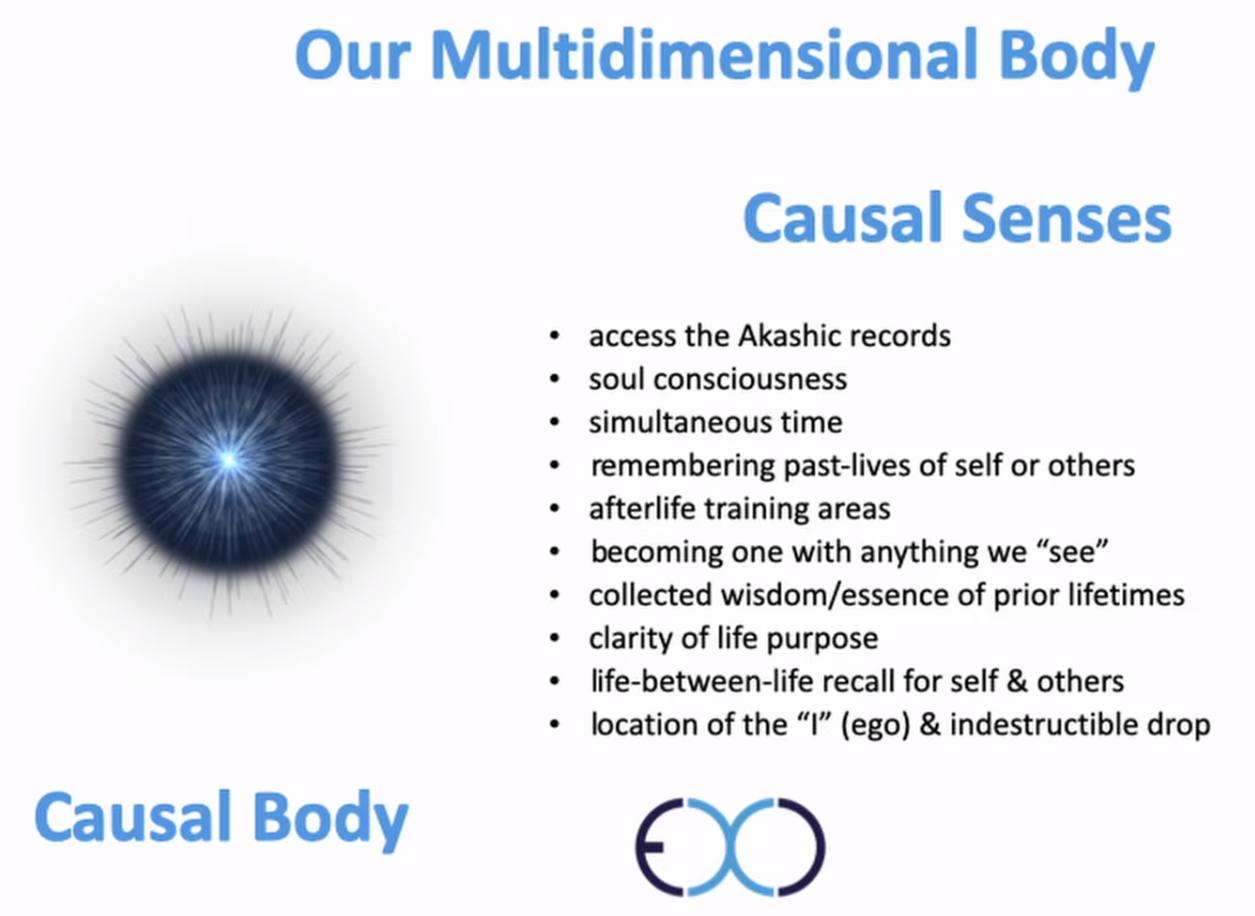 Our Multidimensional Body
Causal Senses
• access the Akashic records
• soul consciousness
• simultaneous time
• remembering past-lives of self or others
• afterlife training areas
• becoming one with anything we “see”
• collected wisdom/essence of prior lifetimes
• clarity of life purpose
• life-between-life recall for self & others
• location of the “I” (ego) & indestructible drop
Causal Body
EXO